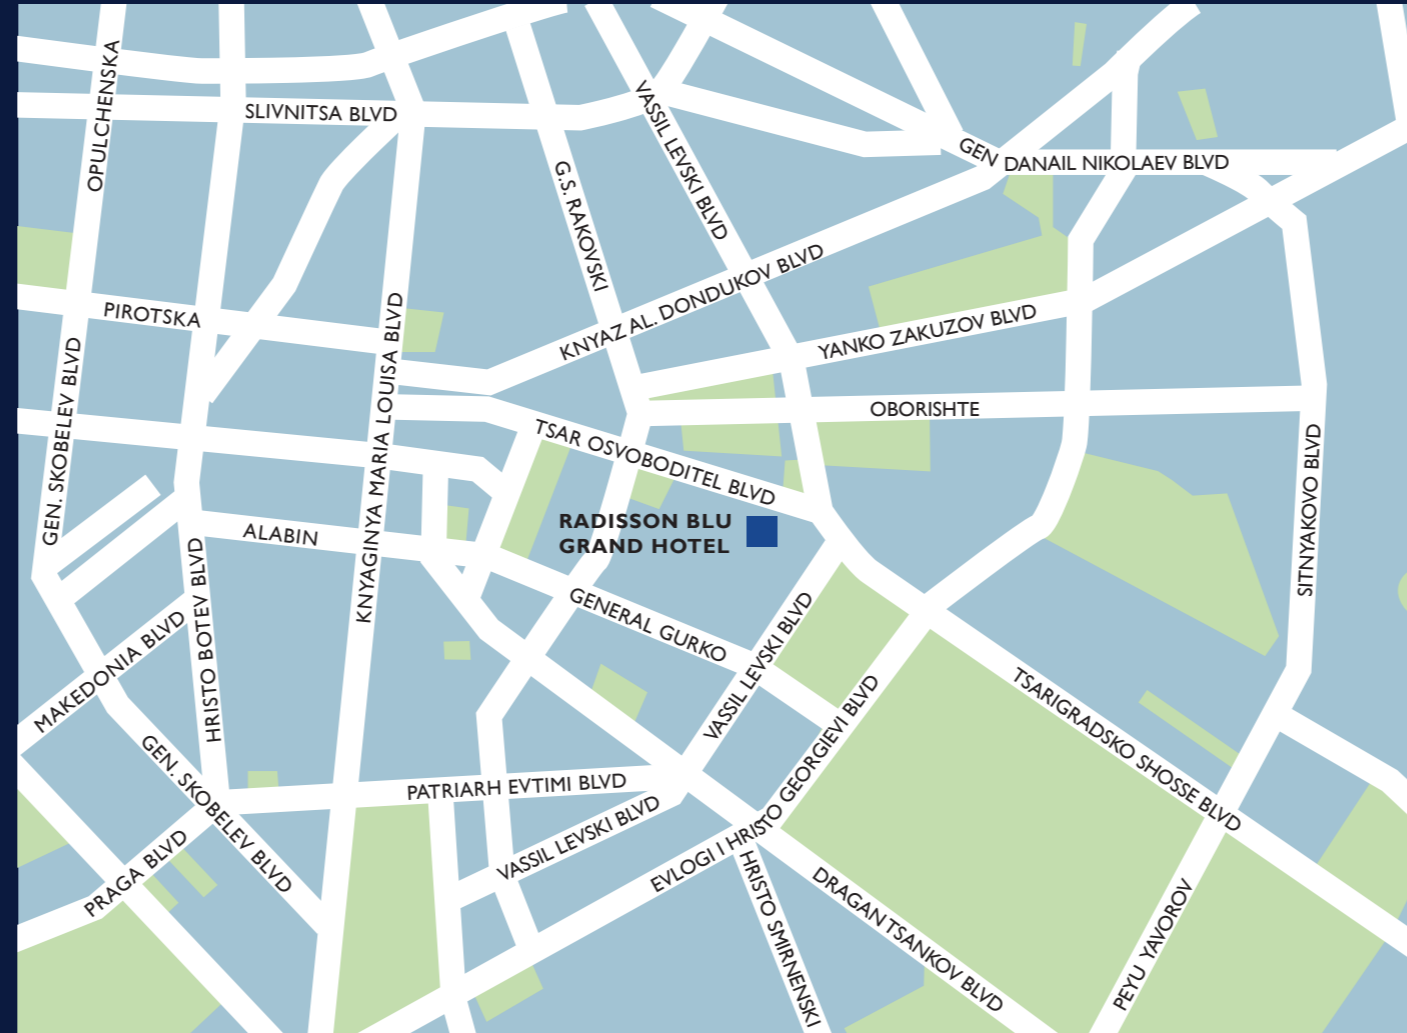 OPULCHENSKA
SLIVNITSA BLVD
VASSIL LEVSKI BLVD
GEN DANAIL NIKOLAEV BLVD
G.S. RAKOVSKI
KNYAZ AL. DONDUKOV BLVD
PIROTSKA
YANKO ZAKUZOV BLVD
GEN. SKOBELEV BLVD
KNYAGINYA MARIA LOUISA BLVD
OBORISHTE
TSAR OSVOBODITEL BLVD
SITNYAKOVO BLVD
RADISSON BLU
GRAND HOTEL
ALABIN
HRISTO BOTEV BLVD
GENERAL GURKO
VASSIL LEVSKI BLVD
MAKEDONIA BLVD
EVLOGI I HRISTO GEORGIEVI BLVD
TSARIGRADSKO SHOSSE BLVD
GEN. SKOBELEV BLVD
PATRIARH EVTIMI BLVD
VASSIL LEVSKI BLVD
PRAGA BLVD
HRISTO SMIRNENSKI
DRAGAN TSANKOV BLVD
PEYU YAVOROV